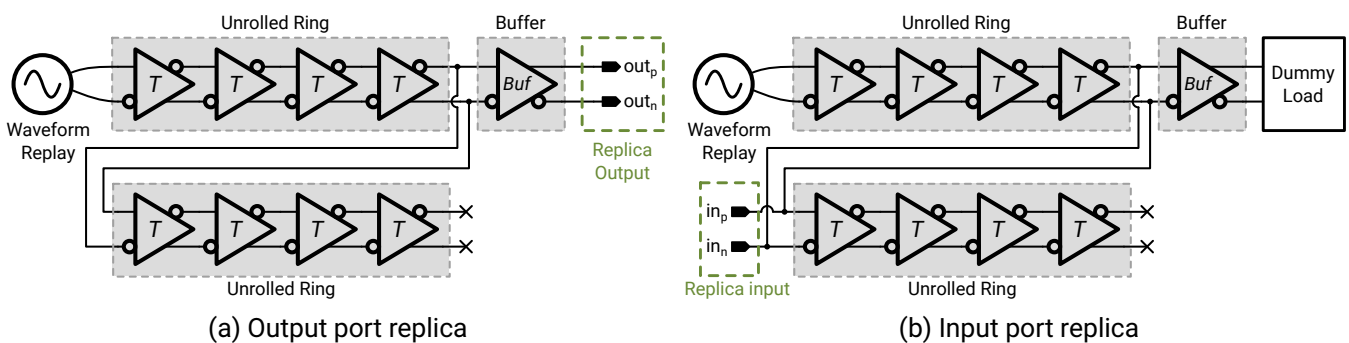 Unrolled Ring
Buffer
T
T
T
T
Buf
out_p
out_n
Waveform
Replay
Replica
Output
T
T
T
T
Unrolled Ring
(a) Output port replica
Unrolled Ring
Buffer
T
T
T
T
Buf
Dummy
Load
Waveform
Replay
in_p
in_n
T
T
T
T
Replica input
Unrolled Ring
(b) Input port replica